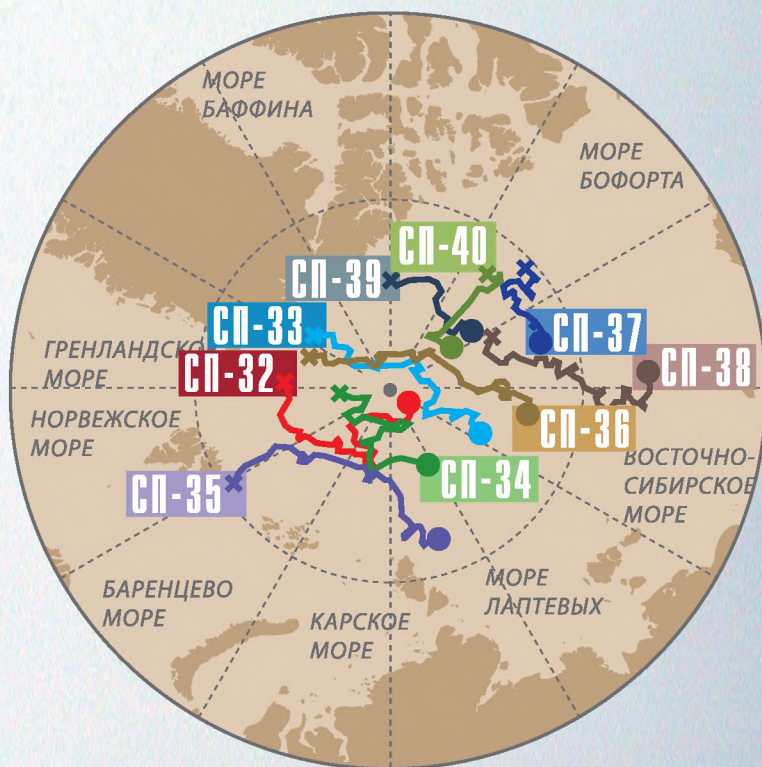 МОРЕ
БАФФИНА
МОРЕ
БОФОРТА
СП-40
СП-39
СП-33
СП-37
ГРЕНЛАНДСКО
МОРЕ
СП-32
СП-38
НОРВЕЖСКОЕ
МОРЕ
СП-36
СП-35
СП-34
ВОСТОЧНО-
СИБИРСКОЕ
МОРЕ
БАРЕНЦЕВО
МОРЕ
МОРЕ
ЛАПТЕВЫХ
КАРСКОЕ
МОРЕ